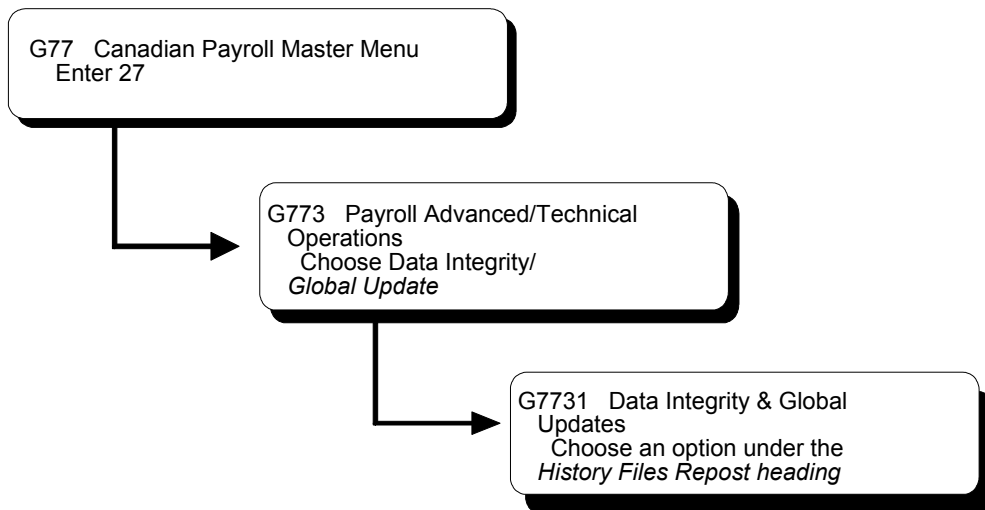 G77 Canadian Payroll Master Menu
Enter 27
G773 Payroll Advanced/Technical
Operations
Choose Data Integrity/
Global Update
G7731 Data Integrity & Global
Updates
Choose an option under the
History Files Repost heading